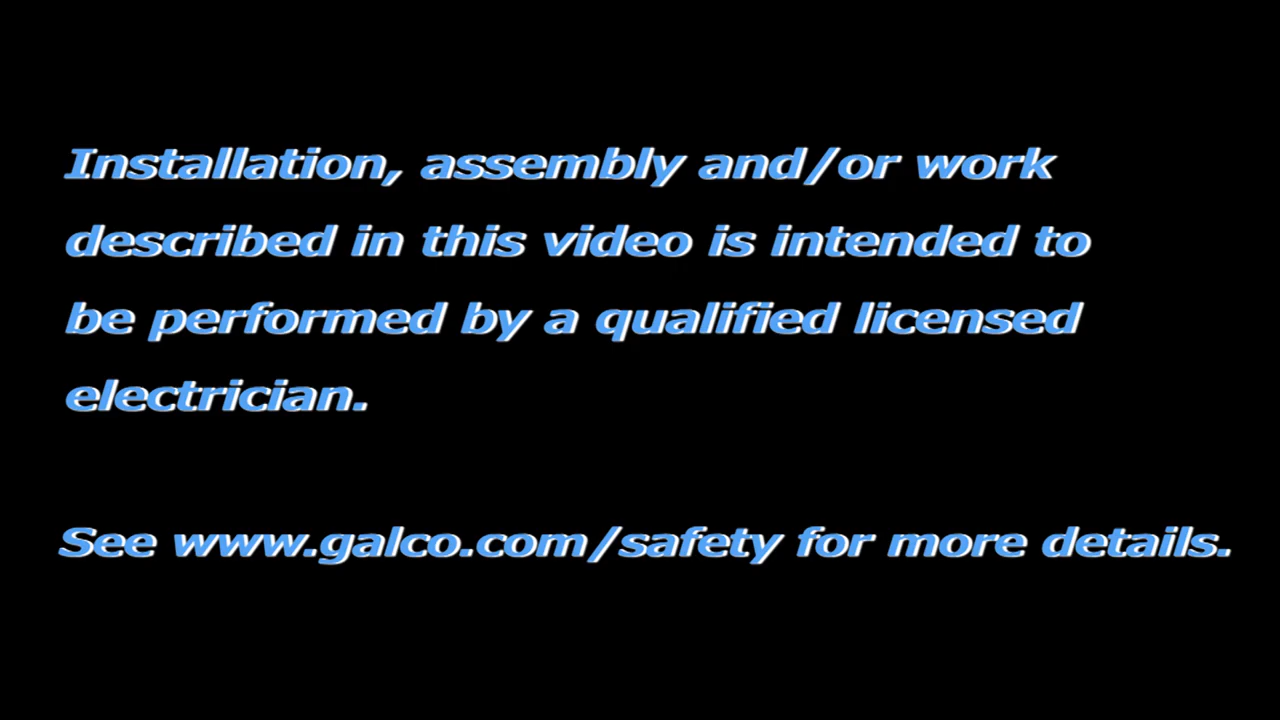 Installation, assembly and/or work
described in this video is intended to
be performed by a qualified licensed
electrician.
See www.galco.com/safety for more details.